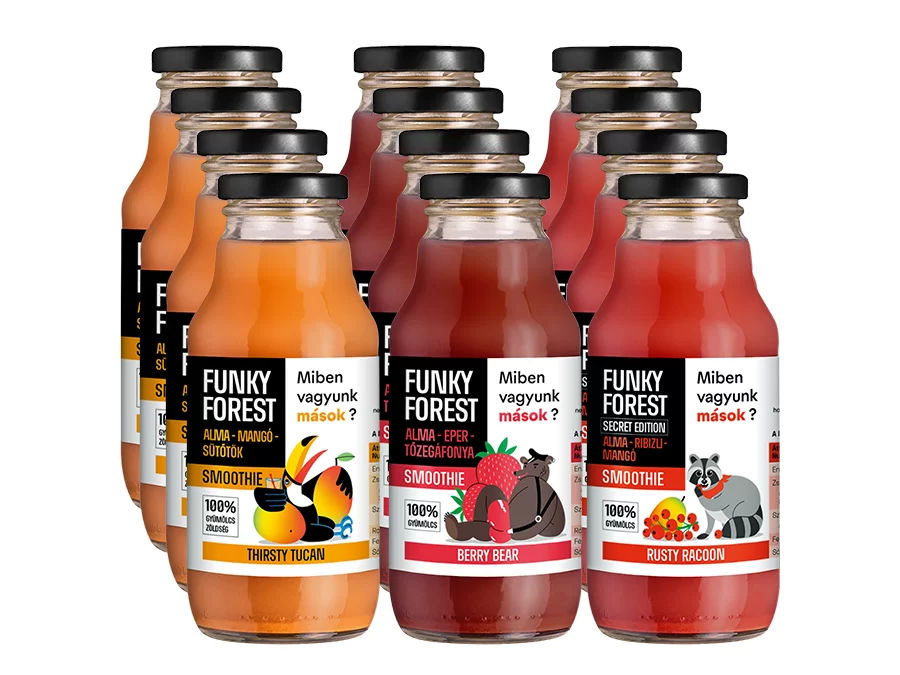 FUNKY
FOREST
ALMA - MANGÓ -
SÜTŐTÖK
SMOOTHIE
Miben
vagyunk
mások ?
100%
GYÜMÖLCS
ZÖLDSÉG
THIRSTY TUCAN
FUNKY
FOREST
ALMA - EPER -
TŐZEGÁFONYA
SMOOTHIE
Miben
vagyunk
mások ?
100%
GYÜMÖLCS
BERRY BEAR
FUNKY
FOREST
SECRET EDITION
ALMA - RIBIZLI-
MANGÓ
SMOOTHIE
Miben
vagyunk
mások ?
100%
GYÜMÖLCS
RUSTY RACOON